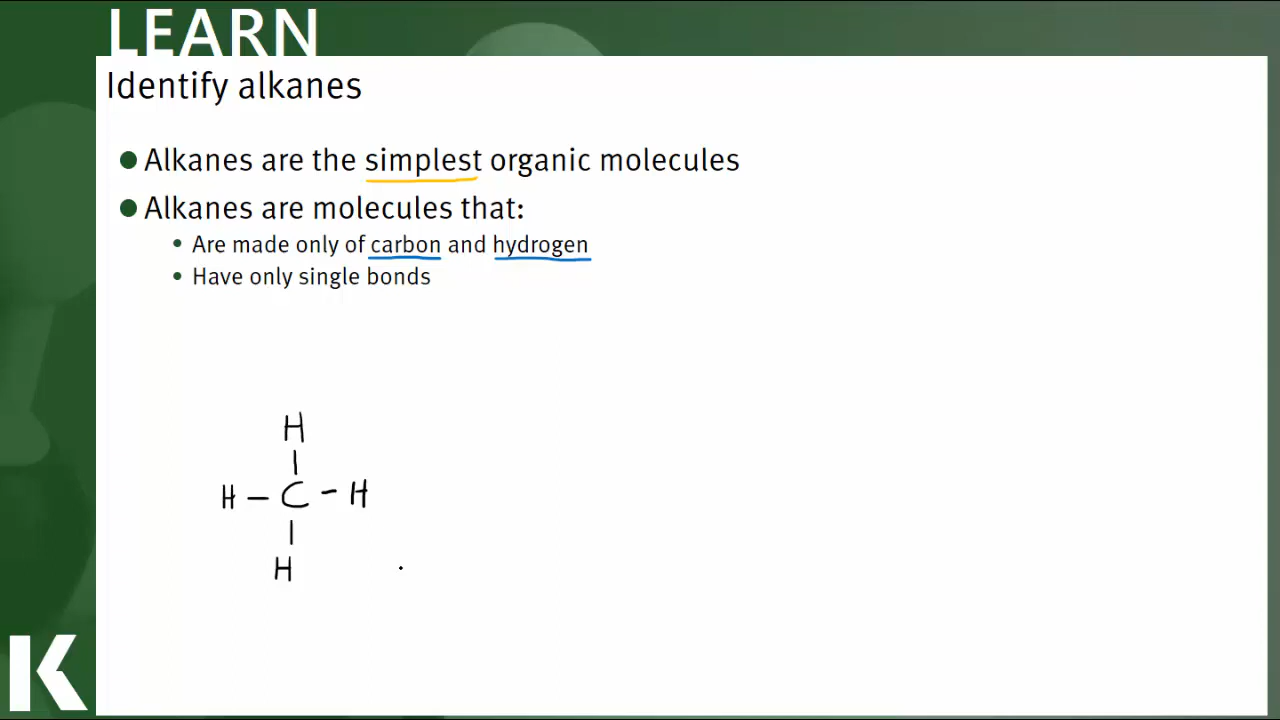 LEARN
Identify alkanes
Alkanes are the simplest organic molecules
Alkanes are molecules that:
Are made only of carbon and hydrogen
Have only single bonds
H
H – C – H
H
K